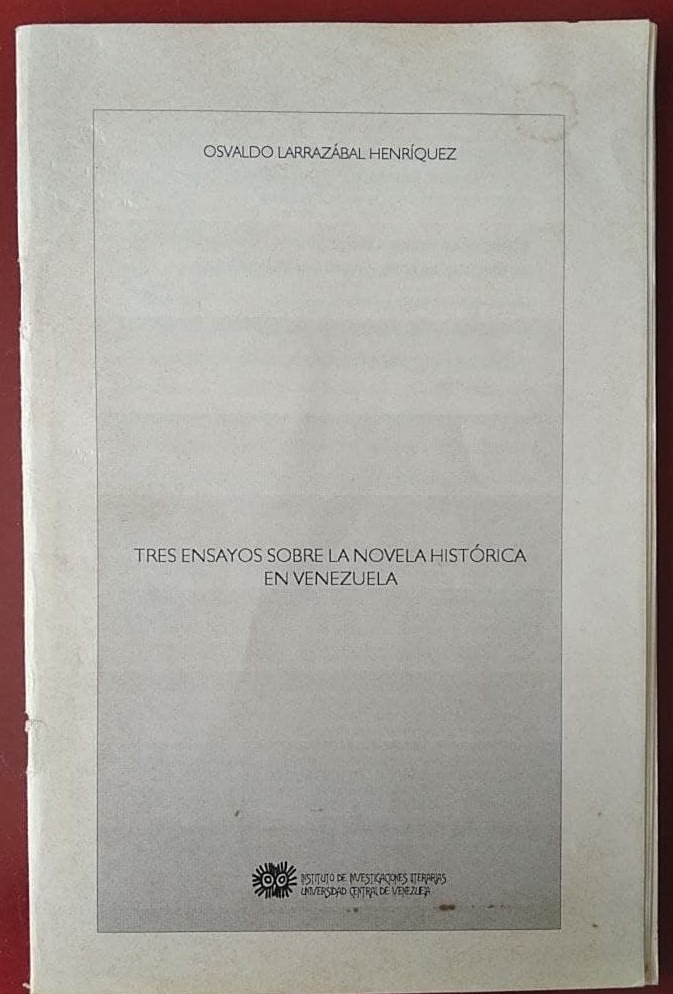 OSVALDO LARRAZÁBAL HENRÍQUEZ
TRES ENSAYOS SOBRE LA NOVELA HISTÓRICA
EN VENEZUELA
INSTITUTO DE INVESTIGACIONES LITERARIAS
UNIVERSIDAD CENTRAL DE VENEZUELA